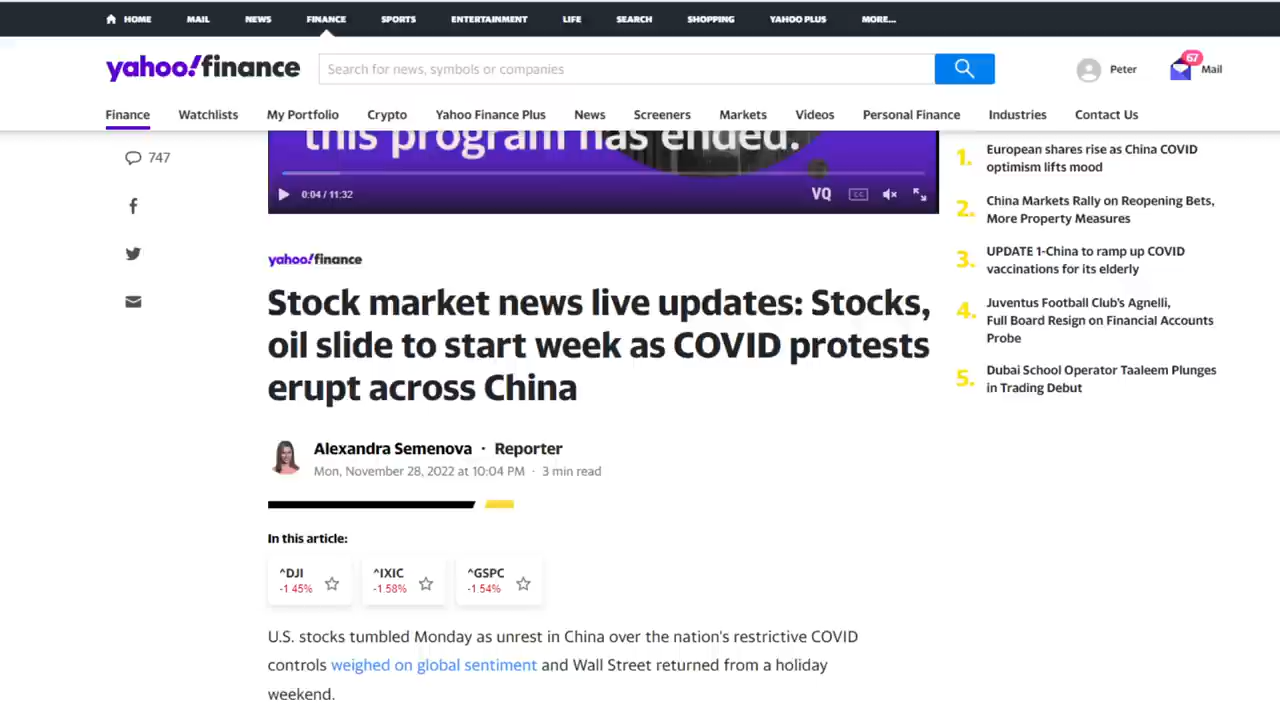 HOME MAIL NEWS FINANCE SPORTS ENTERTAINMENT LIFE SEARCH SHOPPING YAHOO PLUS MORE...
yahoo!finance
Search for news, symbols or companies
Peter
67
Mail
Finance Watchlists My Portfolio Crypto Yahoo Finance Plus News Screeners Markets Videos Personal Finance Industries Contact Us
747
this program has ended.
0:04 / 11:32
VQ
CC
yahoo!finance
Stock market news live updates: Stocks,
oil slide to start week as COVID protests
erupt across China
Alexandra Semenova · Reporter
Mon, November 28, 2022 at 10:04 PM · 3 min read
In this article:
^DJI
-1.45%
^IXIC
-1.58%
^GSPC
-1.54%
U.S. stocks tumbled Monday as unrest in China over the nation's restrictive COVID
controls weighed on global sentiment and Wall Street returned from a holiday
weekend.
1. European shares rise as China COVID
optimism lifts mood
2. China Markets Rally on Reopening Bets,
More Property Measures
3. UPDATE 1-China to ramp up COVID
vaccinations for its elderly
4. Juventus Football Club's Agnelli,
Full Board Resign on Financial Accounts
Probe
5. Dubai School Operator Taaleem Plunges
in Trading Debut